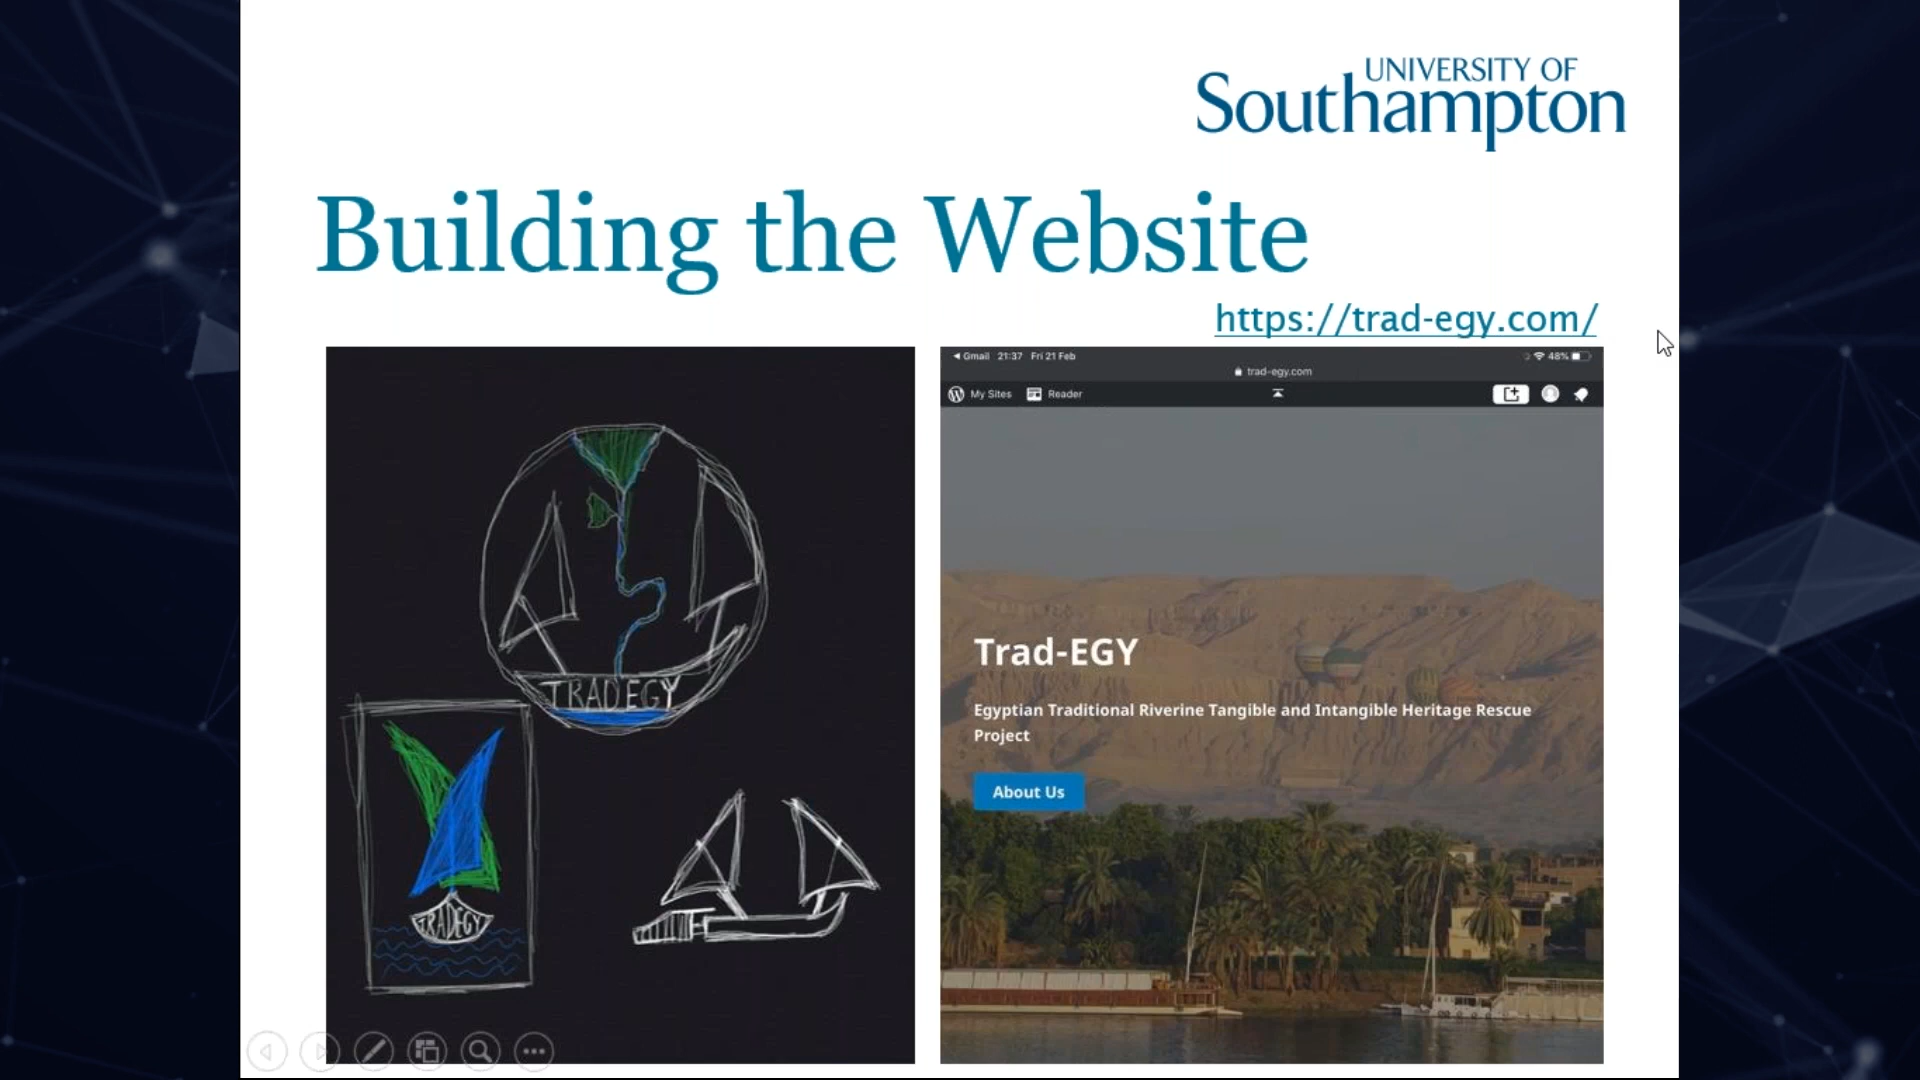 UNIVERSITY OF
Southampton
Building the Website
https://trad-egy.com/
Gmail 21:37 Fri 21 Feb
48%
trad-egy.com
My Sites Reader
TRADEGY
TRADEGY
Trad-EGY
Egyptian Traditional Riverine Tangible and Intangible Heritage Rescue
Project
About Us